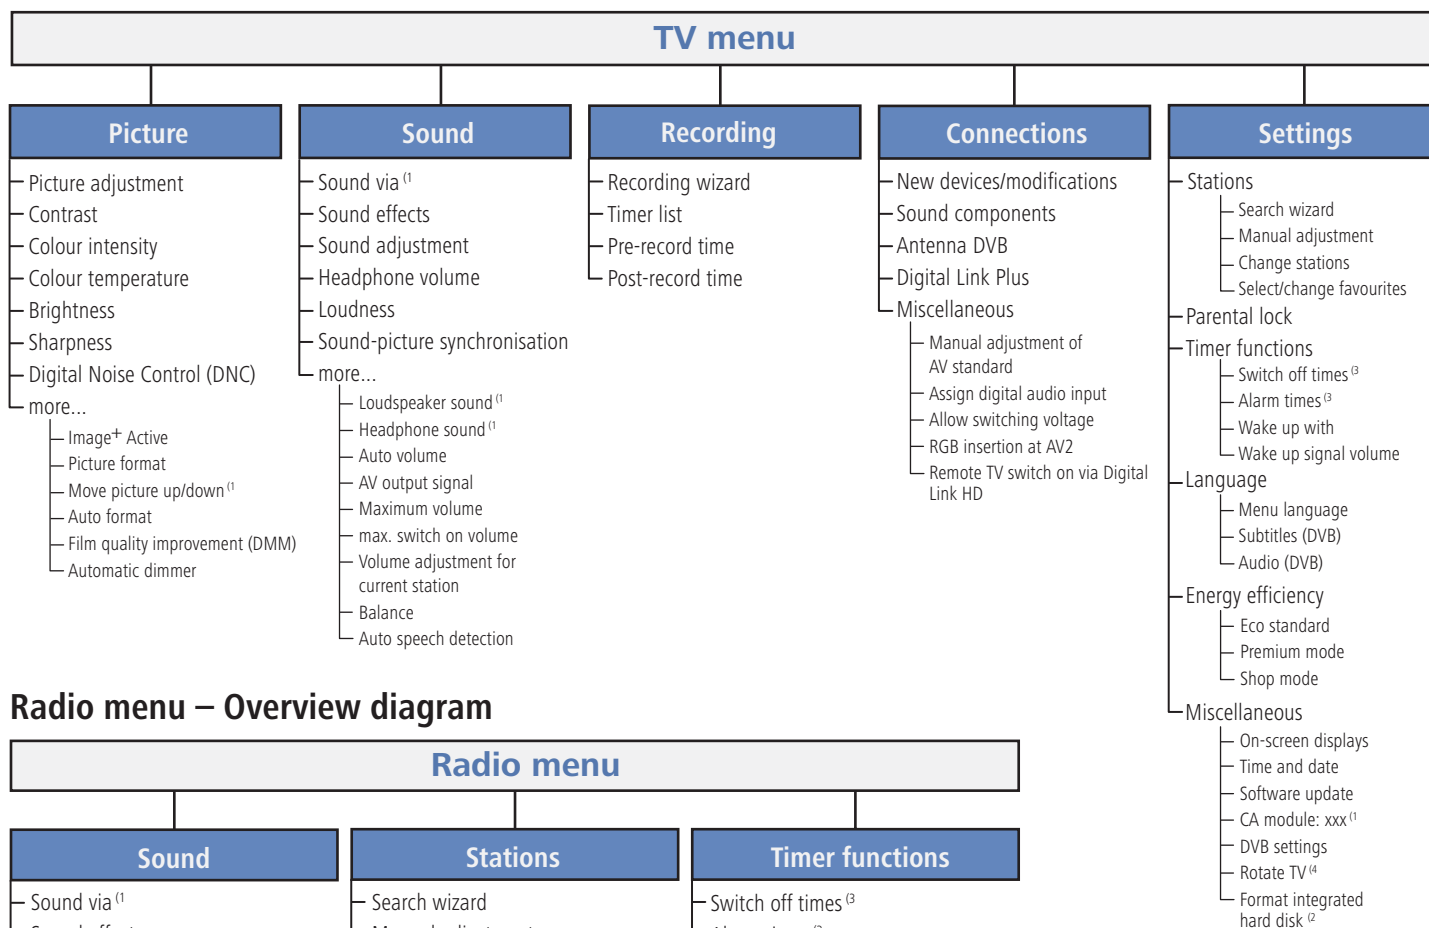 TV menu
Picture
Picture adjustment
Contrast
Colour intensity
Colour temperature
Brightness
Sharpness
Digital Noise Control (DNC)
more...
Image+ Active
Picture format
Move picture up/down (1
Auto format
Film quality improvement (DMM)
Automatic dimmer
Sound
Sound via (1
Sound effects
Sound adjustment
Headphone volume
Loudness
Sound-picture synchronisation
more...
Loudspeaker sound (1
Headphone sound (1
Auto volume
AV output signal
Maximum volume
max. switch on volume
Volume adjustment for
current station
Balance
Auto speech detection
Recording
Recording wizard
Timer list
Pre-record time
Post-record time
Connections
New devices/modifications
Sound components
Antenna DVB
Digital Link Plus
Miscellaneous
Manual adjustment of
AV standard
Assign digital audio input
Allow switching voltage
RGB insertion at AV2
Remote TV switch on via Digital
Link HD
Settings
Stations
Search wizard
Manual adjustment
Change stations
Select/change favourites
Parental lock
Timer functions
Switch off times (3
Alarm times (3
Wake up with
Wake up signal volume
Language
Menu language
Subtitles (DVB)
Audio (DVB)
Energy efficiency
Eco standard
Premium mode
Shop mode
Miscellaneous
On-screen displays
Time and date
Software update
CA module: xxx (1
DVB settings
Rotate TV (4
Format integrated
hard disk (2
Radio menu – Overview diagram
Radio menu
Sound
Sound via (1
Stations
Search wizard
Timer functions
Switch off times (3